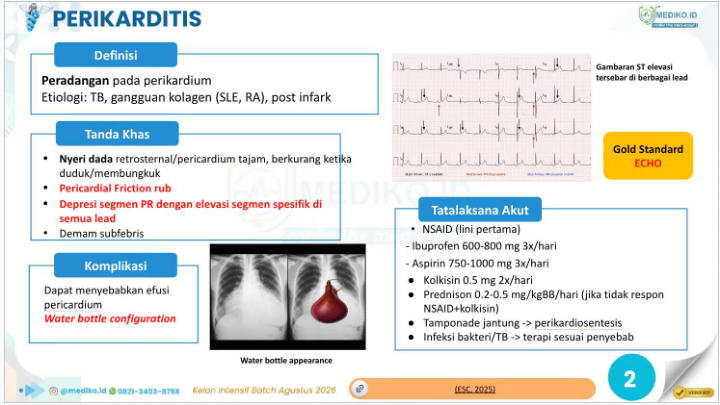 PERIKARDITIS
MEDIKO.ID
Definisi
Peradangan pada perikardium
Etiologi: TB, gangguan kolagen (SLE, RA), post infark
Tanda Khas
• Nyeri dada retrosternal/pericardium tajam, berkurang ketika
duduk/membungkuk
• Pericardial Friction rub
• Depresi segmen PR dengan elevasi segmen spesifik di
semua lead
• Demam subfebris
Komplikasi
Dapat menyebabkan efusi
pericardium
Water bottle configuration
Water bottle appearance
Gambaran ST elevasi
tersebar di berbagai lead
Gold Standard
ECHO
Tatalaksana Akut
• NSAID (lini pertama)
- Ibuprofen 600-800 mg 3x/hari
- Aspirin 750-1000 mg 3x/hari
● Kolkisin 0.5 mg 2x/hari
● Prednison 0.2-0.5 mg/kgBB/hari (jika tidak respon
NSAID+kolkisin)
● Tamponade jantung -> perikardiosentesis
● Infeksi bakteri/TB -> terapi sesuai penyebab
MEDIKO.ID
@mediko.id 0821-3403-8758 Kelon Intensif Batch Agustus 2026
(ESC, 2025)
2
VERIFIED